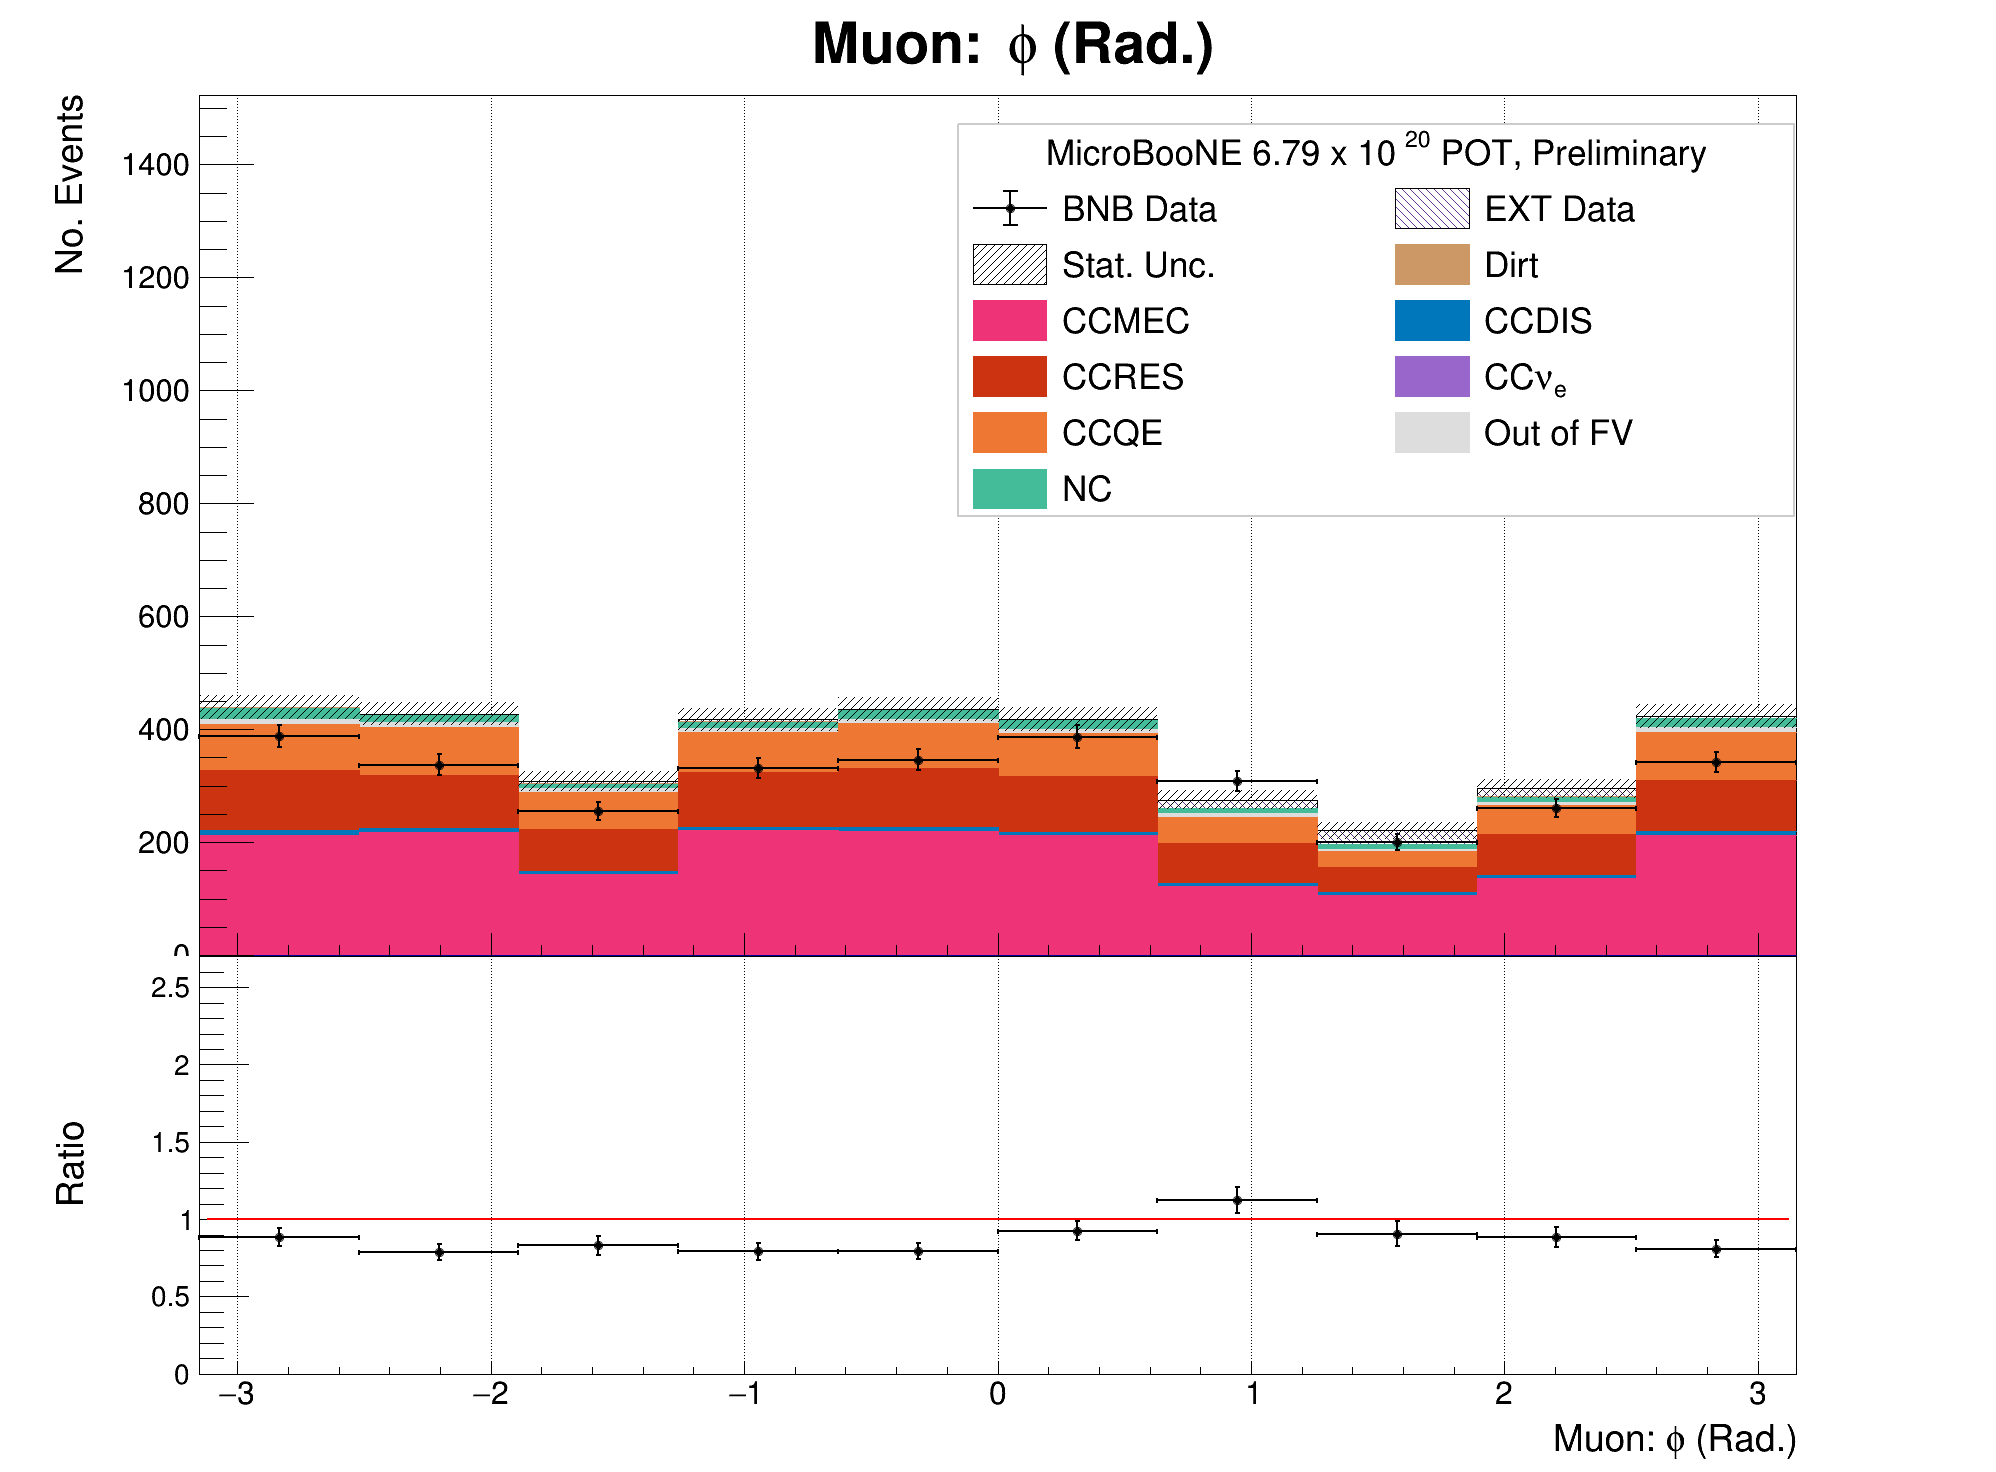 Muon: ϕ (Rad.)
No. Events
1400
1200
1000
800
600
400
200
0
MicroBooNE 6.79 x 10 20 POT, Preliminary
BNB Data
EXT Data
Stat. Unc.
Dirt
CCMEC
CCDIS
CCRES
CCνe
CCQE
Out of FV
NC
Ratio
2.5
2
1.5
1
0.5
0
−3 −2 −1 0 1 2 3
Muon: ϕ (Rad.)